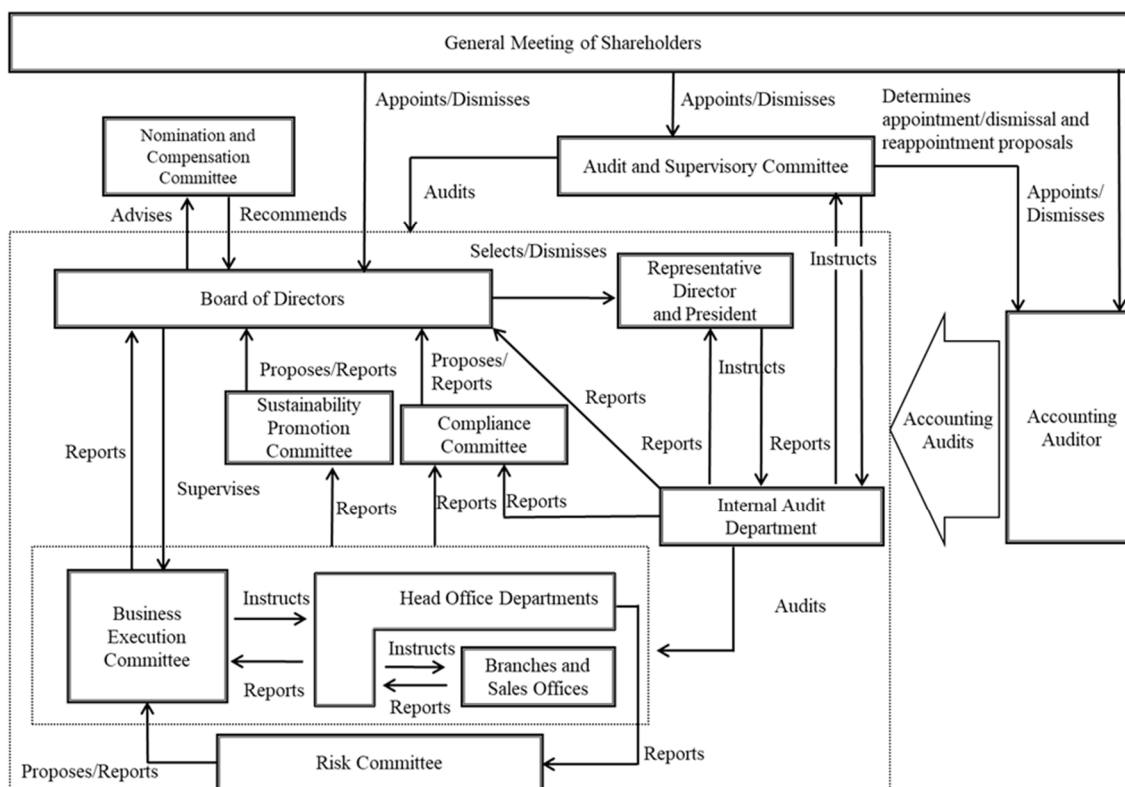 General Meeting of Shareholders
Appoints/Dismisses
Appoints/Dismisses
Determines
appointment/dismissal and
reappointment proposals
Nomination and
Compensation
Committee
Audit and Supervisory Committee
Audits
Appoints/
Dismisses
Advises
Recommends
Selects/Dismisses
Instructs
Board of Directors
Representative
Director
and President
Proposes/Reports
Proposes/
Reports
Instructs
Reports
Sustainability
Promotion
Committee
Compliance
Committee
Accounting
Audits
Accounting
Auditor
Reports
Reports
Reports
Reports
Supervises
Reports
Reports
Reports
Internal Audit
Department
Business
Execution
Committee
Instructs
Head Office Departments
Audits
Instructs
Reports
Branches and
Sales Offices
Reports
Reports
Proposes/Reports
Risk Committee